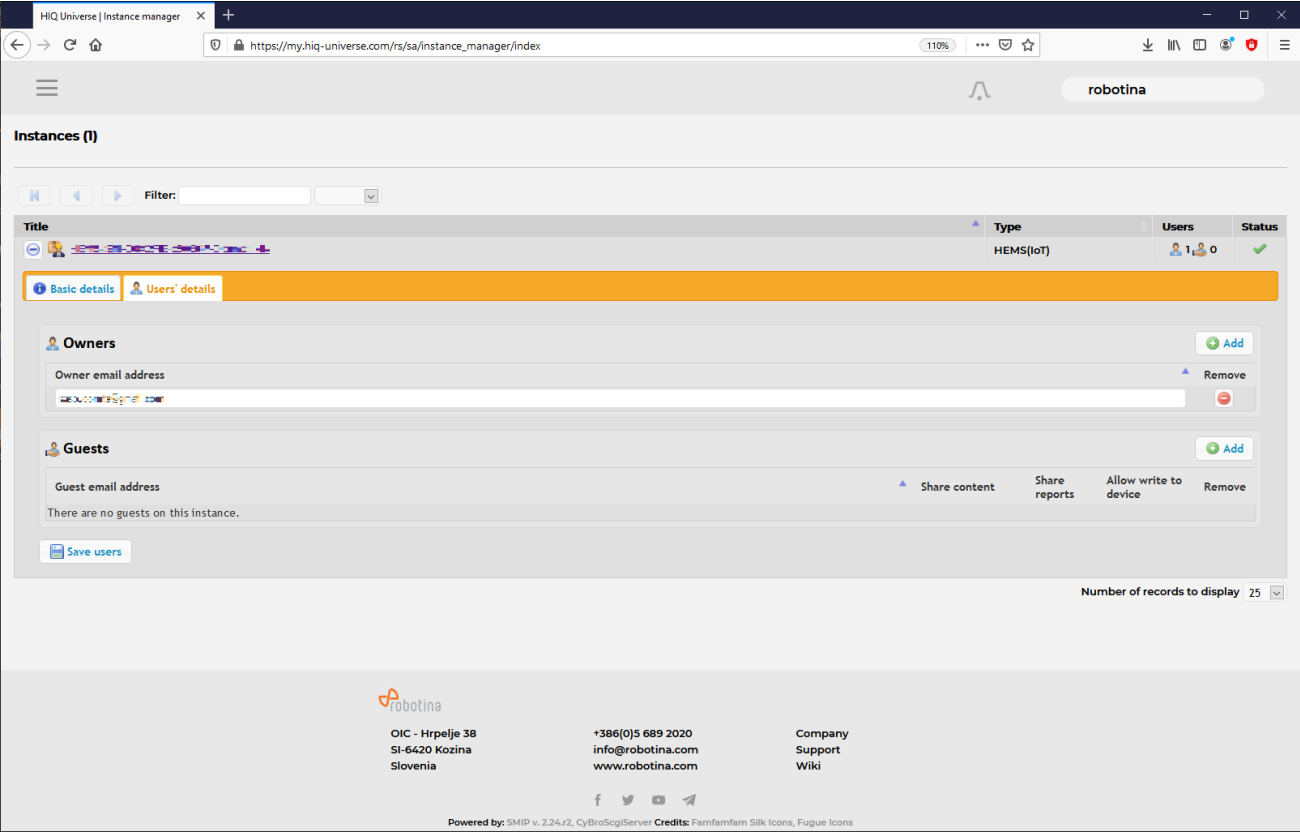 HIQ Universe | Instance manager
https://my.hiq-universe.com/rs/sa/instance_manager/index
110%
robotina
Instances (1)
Filter:
Title Type Users Status
HEMS(IoT) 1 0
Basic details Users' details
Owners Add
Owner email address Remove
Guests Add
Guest email address Share content Share reports Allow write to device Remove
There are no guests on this instance.
Save users
Number of records to display 25
robotina
OIC - Hrpelje 38 +386(0)5 689 2020 Company
SI-6420 Kozina info@robotina.com Support
Slovenia www.robotina.com Wiki
Powered by: SMIP v. 2.24.r2, CyBroScgiServer Credits: Famfamfam Silk Icons, Fugue Icons